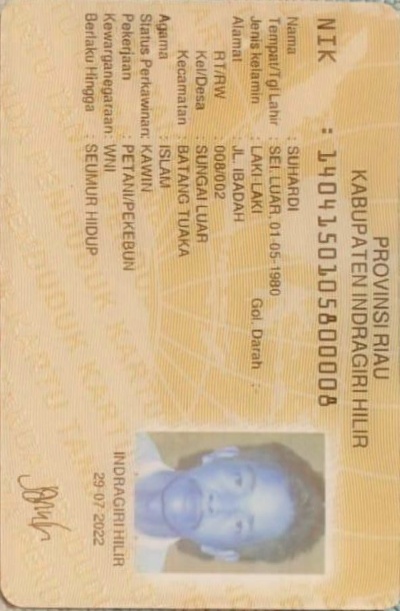 PROVINSI RIAU
KABUPATEN INDRAGIRI HILIR
NIK : 1404150105800008
Nama : SUHARDI
Tempat/Tgl Lahir : SEI. LUAR, 01-05-1980
Jenis kelamin : LAKI-LAKI Gol. Darah : -
Alamat : JL. IBADAH
RT/RW : 008/002
Kel/Desa : SUNGAI LUAR
Kecamatan : BATANG TUAKA
Agama : ISLAM
Status Perkawinan: KAWIN
Pekerjaan : PETANI/PEKEBUN
Kewarganegaraan: WNI
Berlaku Hingga : SEUMUR HIDUP
INDRAGIRI HILIR
29-07-2022